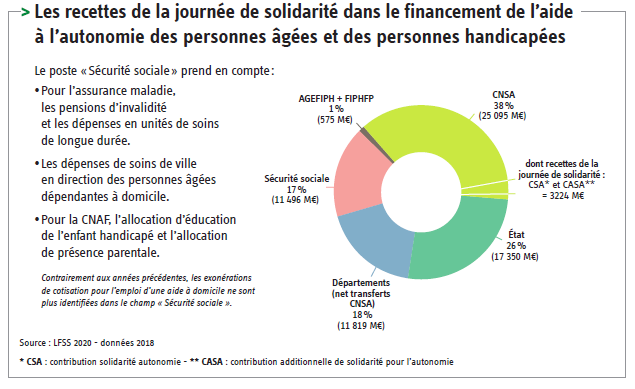 > Les recettes de la journée de solidarité dans le financement de l'aide
à l'autonomie des personnes âgées et des personnes handicapées
Le poste « Sécurité sociale » prend en compte :
• Pour l'assurance maladie,
les pensions d'invalidité
et les dépenses en unités de soins
de longue durée.
• Les dépenses de soins de ville
en direction des personnes âgées
dépendantes à domicile.
• Pour la CNAF, l'allocation d'éducation
de l'enfant handicapé et l'allocation
de présence parentale.
Contrairement aux années précédentes, les exonérations
de cotisation pour l'emploi d'une aide à domicile ne sont
plus identifiées dans le champ « Sécurité sociale ».
AGEFIPH + FIPHFP
1 %
(575 M€)
CNSA
38 %
(25 095 M€)
dont recettes de la
journée de solidarité :
CSA* et CASA**
= 3224 M€
Sécurité sociale
17 %
(11 496 M€)
État
26 %
(17 350 M€)
Départements
(net transferts
CNSA)
18 %
(11 819 M€)
Source : LFSS 2020 - données 2018
* CSA : contribution solidarité autonomie - ** CASA : contribution additionnelle de solidarité pour l'autonomie